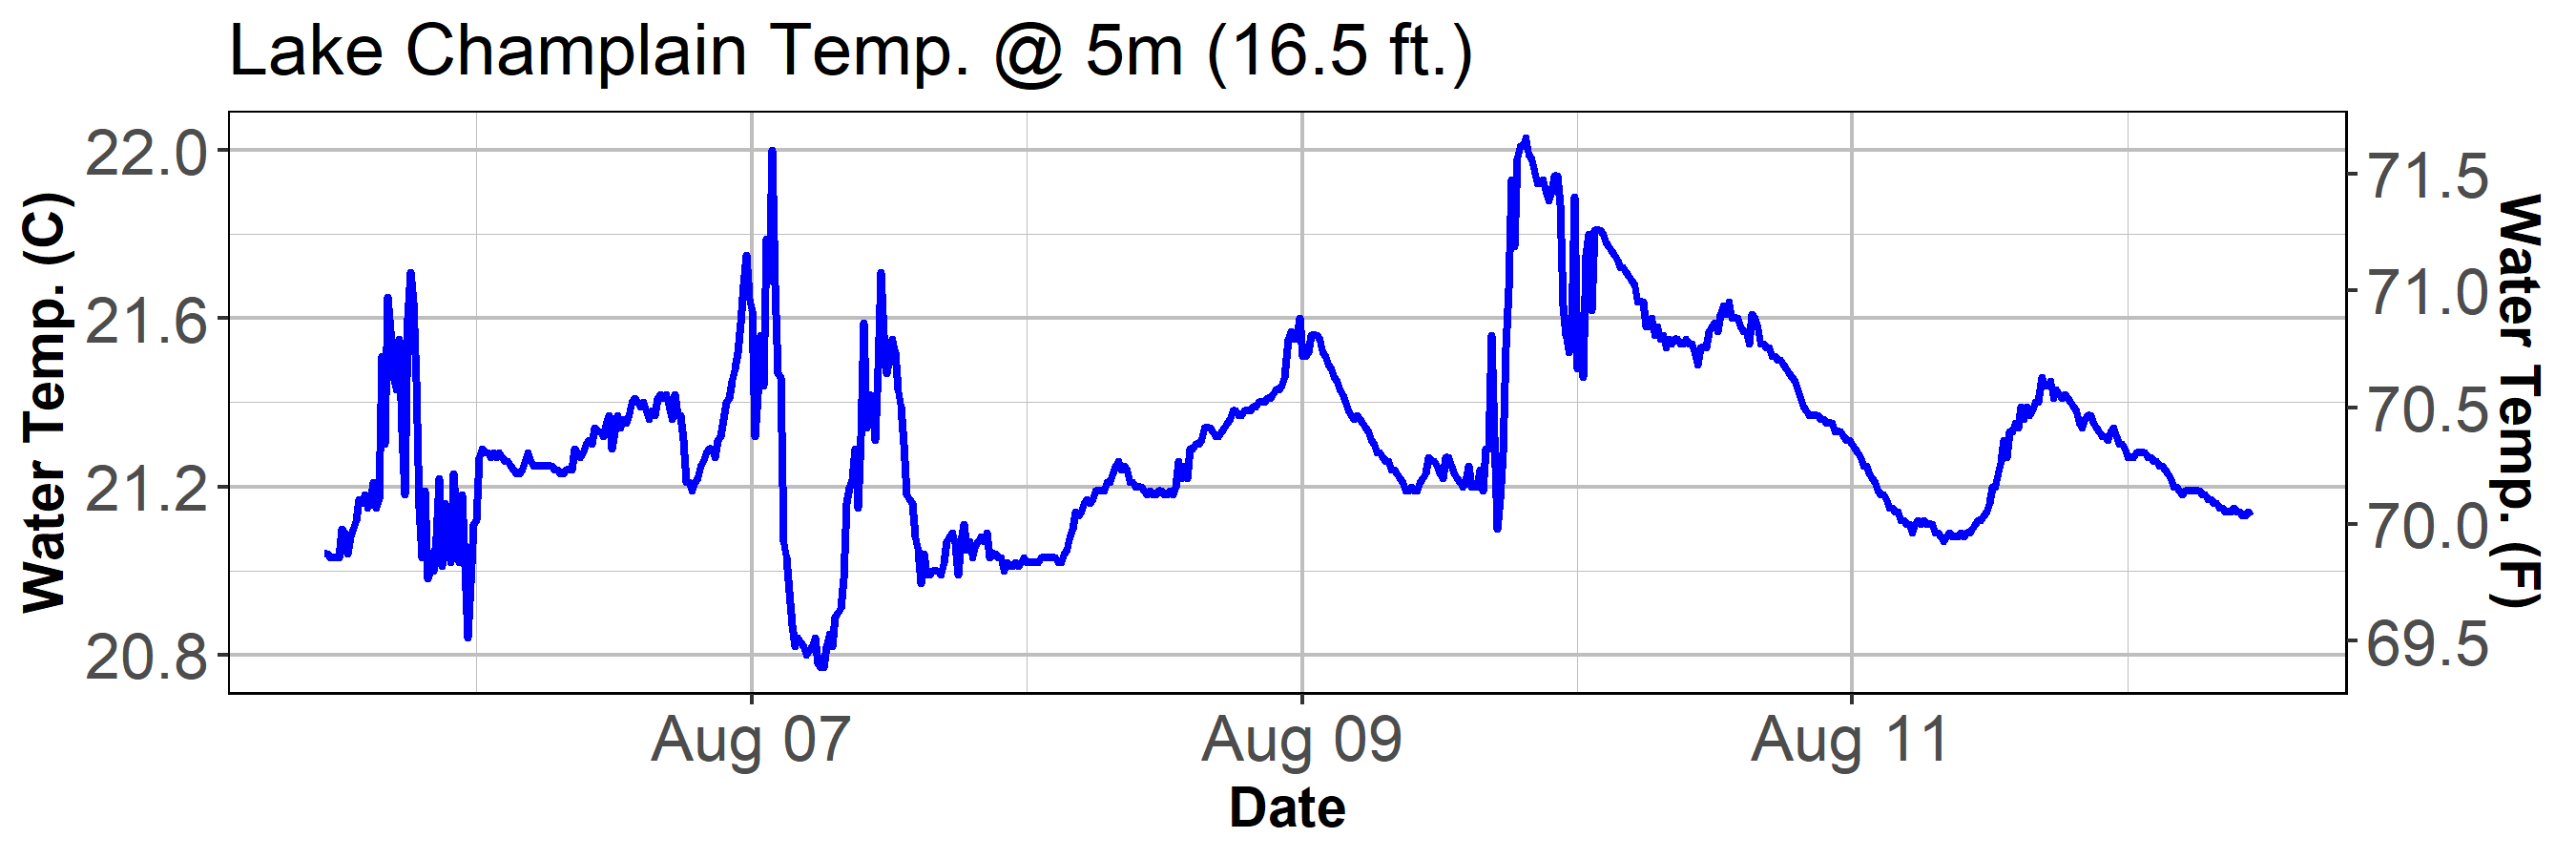 Lake Champlain Temp. @ 5m (16.5 ft.)
Water Temp. (C)
22.0
21.6
21.2
20.8
71.5
71.0
70.5
70.0
69.5
Water Temp. (F)
Aug 07 Aug 09 Aug 11
Date